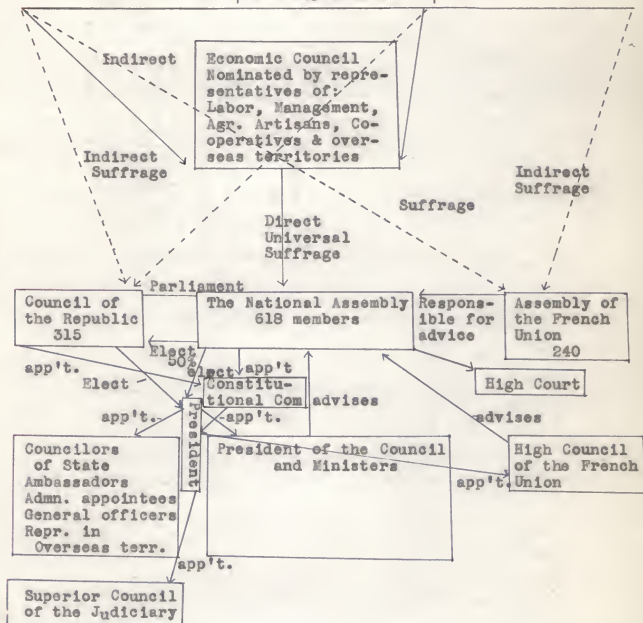 Indirect
Economic Council
Nominated by repre-
sentatives of:
Labor, Management,
Agr. Artisans, Co-
operatives & over-
seas territories
Indirect
Suffrage
Indirect
Suffrage
Suffrage
Direct
Universal
Suffrage
Parliament
Council of
the Republic
315
The National Assembly
618 members
Respons-
ible for
advice
Assembly of
the French
Union
240
Elect
50%
elect
app't
app't.
Elect
Constitu-
tional Com
advises
High Court
app't.
President
app't.
advises
Councilors
of State
Ambassadors
Admn. appointees
General officers
Repr. in
Overseas terr.
President of the Council
and Ministers
app't.
High Council
of the French
Union
app't.
Superior Council
of the Judiciary